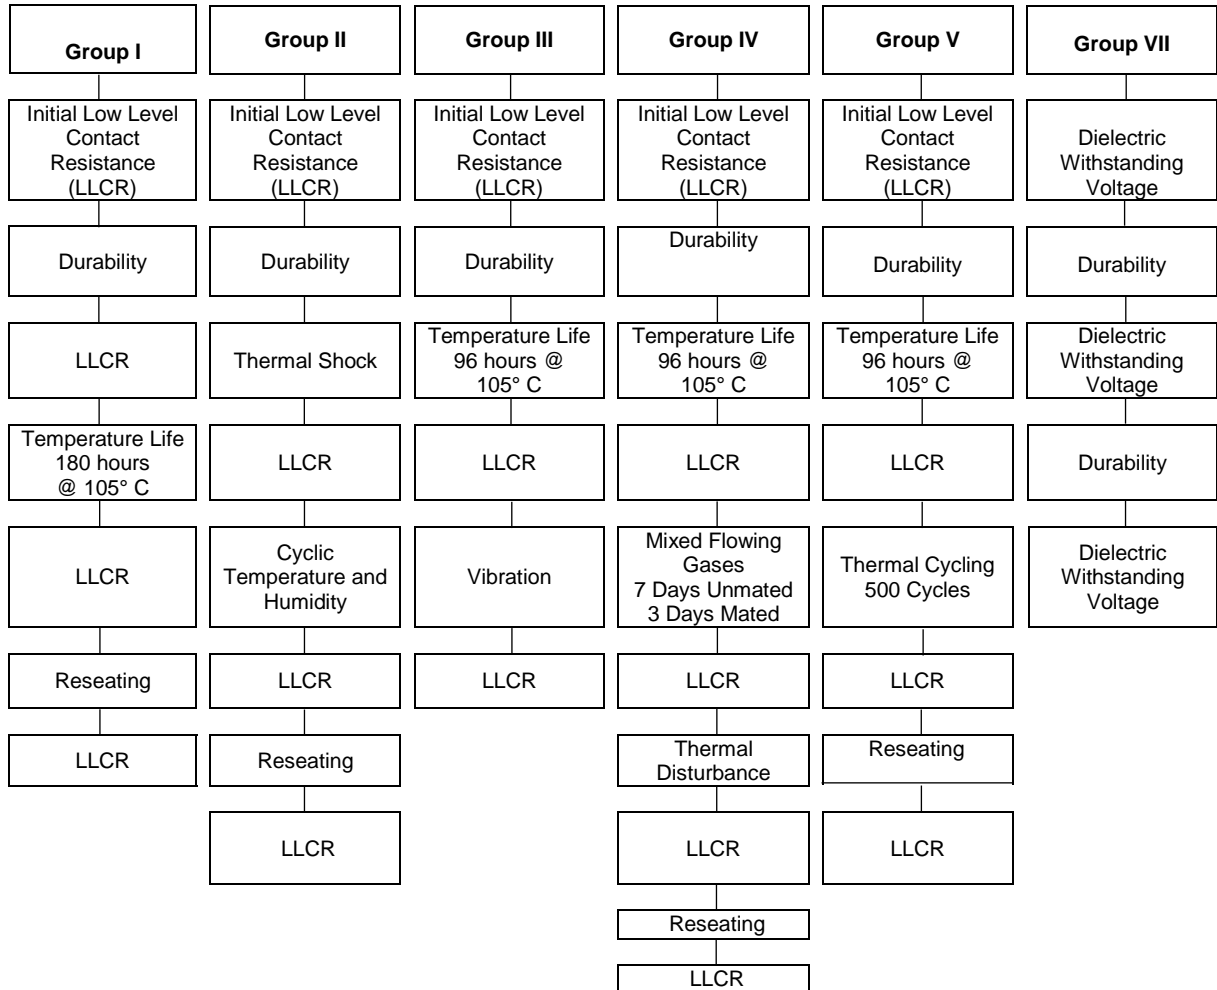 Group I
Initial Low Level
Contact
Resistance
(LLCR)
Durability
LLCR
Temperature Life
180 hours
@ 105° C
LLCR
Reseating
LLCR
Group II
Initial Low Level
Contact
Resistance
(LLCR)
Durability
Thermal Shock
LLCR
Cyclic
Temperature and
Humidity
LLCR
Reseating
LLCR
Group III
Initial Low Level
Contact
Resistance
(LLCR)
Durability
Temperature Life
96 hours @
105° C
LLCR
Vibration
LLCR
Group IV
Initial Low Level
Contact
Resistance
(LLCR)
Durability
Temperature Life
96 hours @
105° C
LLCR
Mixed Flowing
Gases
7 Days Unmated
3 Days Mated
LLCR
Thermal
Disturbance
LLCR
Reseating
LLCR
Group V
Initial Low Level
Contact
Resistance
(LLCR)
Durability
Temperature Life
96 hours @
105° C
LLCR
Thermal Cycling
500 Cycles
LLCR
Reseating
LLCR
Group VII
Dielectric
Withstanding
Voltage
Durability
Dielectric
Withstanding
Voltage
Durability
Dielectric
Withstanding
Voltage